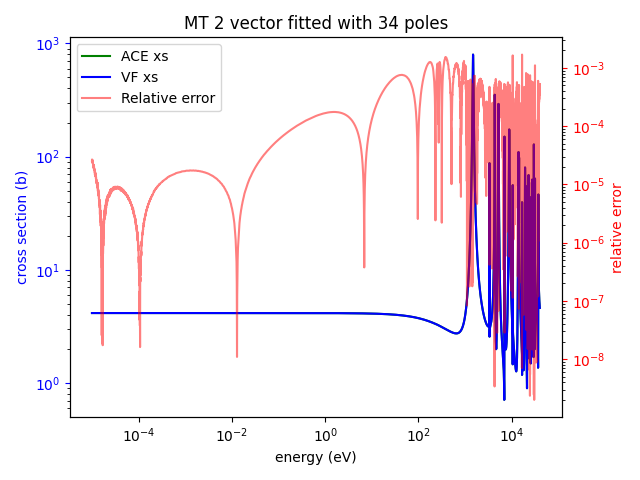 MT 2 vector fitted with 34 poles
ACE xs
VF xs
Relative error
10³
10²
10¹
10⁰
cross section (b)
10⁻³
10⁻⁴
10⁻⁵
10⁻⁶
10⁻⁷
10⁻⁸
relative error
10⁻⁴ 10⁻² 10⁰ 10² 10⁴
energy (eV)